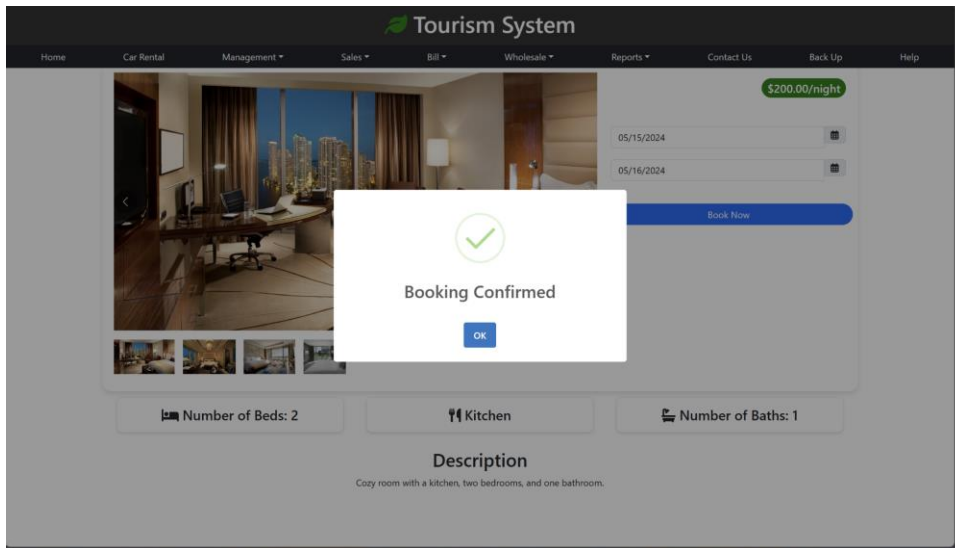 Tourism System
Home Car Rental Management Sales Bill Wholesale Reports Contact Us Back Up Help
$200.00/night
05/15/2024
05/16/2024
Book Now
Booking Confirmed
OK
Number of Beds: 2 Kitchen Number of Baths: 1
Description
Cozy room with a kitchen, two bedrooms, and one bathroom.